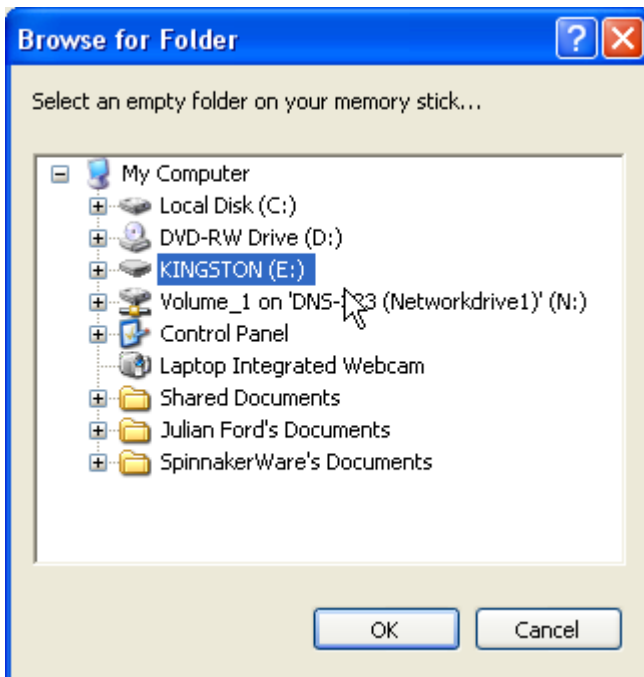 Browse for Folder
Select an empty folder on your memory stick...
My Computer
Local Disk (C:)
DVD-RW Drive (D:)
KINGSTON (E:)
Volume_1 on 'DNS- 23 (Networkdrive1)' (N:)
Control Panel
Laptop Integrated Webcam
Shared Documents
Julian Ford's Documents
SpinnakerWare's Documents
OK
Cancel